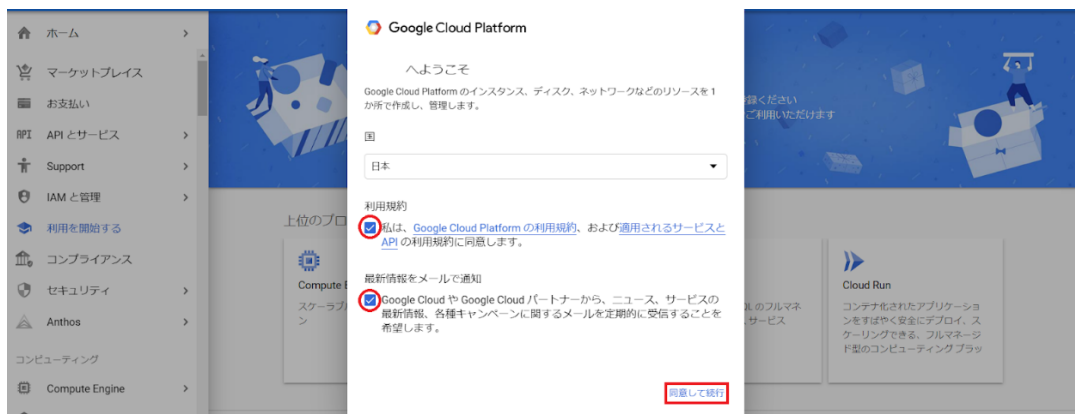 ホーム
マーケットプレイス
お支払い
API
API とサービス
Support
IAM と管理
利用を開始する
コンプライアンス
セキュリティ
Anthos
コンピューティング
Compute Engine
Google Cloud Platform
へようこそ
Google Cloud Platform のインスタンス、ディスク、ネットワークなどのリソースを 1
か所で作成し、管理します。
国
日本
利用規約
私は、Google Cloud Platform の利用規約、および適用されるサービスと
API の利用規約に同意します。
最新情報をメールで通知
Google Cloud や Google Cloud パートナーから、ニュース、サービスの
最新情報、各種キャンペーンに関するメールを定期的に受信することを
希望します。
同意して続行
録ください
ご利用いただけます
上位のプロ
Compute E
スケーラブ
ン
のフルマネ
サービス
Cloud Run
コンテナ化されたアプリケーショ
ンをすばやく安全にデプロイ、ス
ケーリングできる、フルマネージ
ド型のコンピューティング プラッ